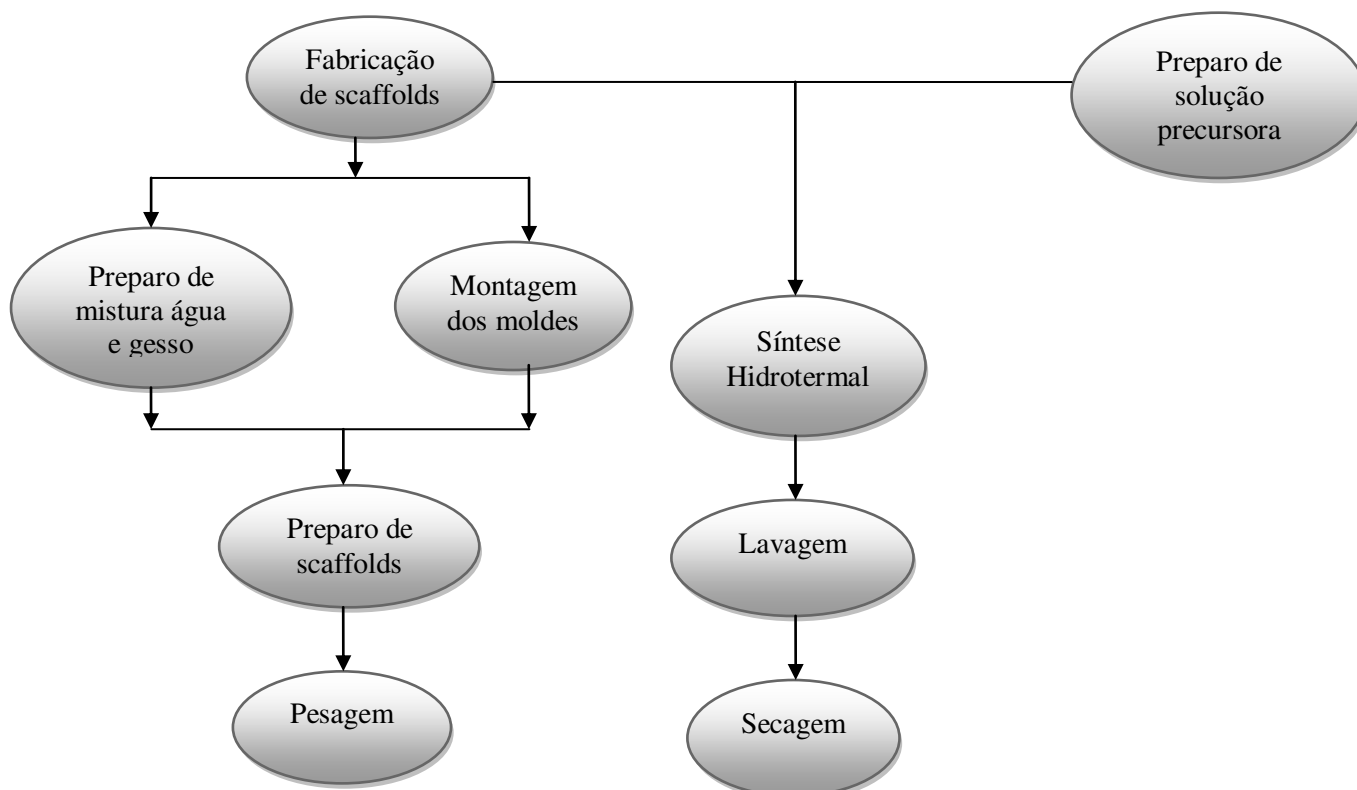 Fabricação
de scaffolds
Preparo de
solução
precursora
Preparo de
mistura água
e gesso
Montagem
dos moldes
Síntese
Hidrotermal
Preparo de
scaffolds
Lavagem
Pesagem
Secagem